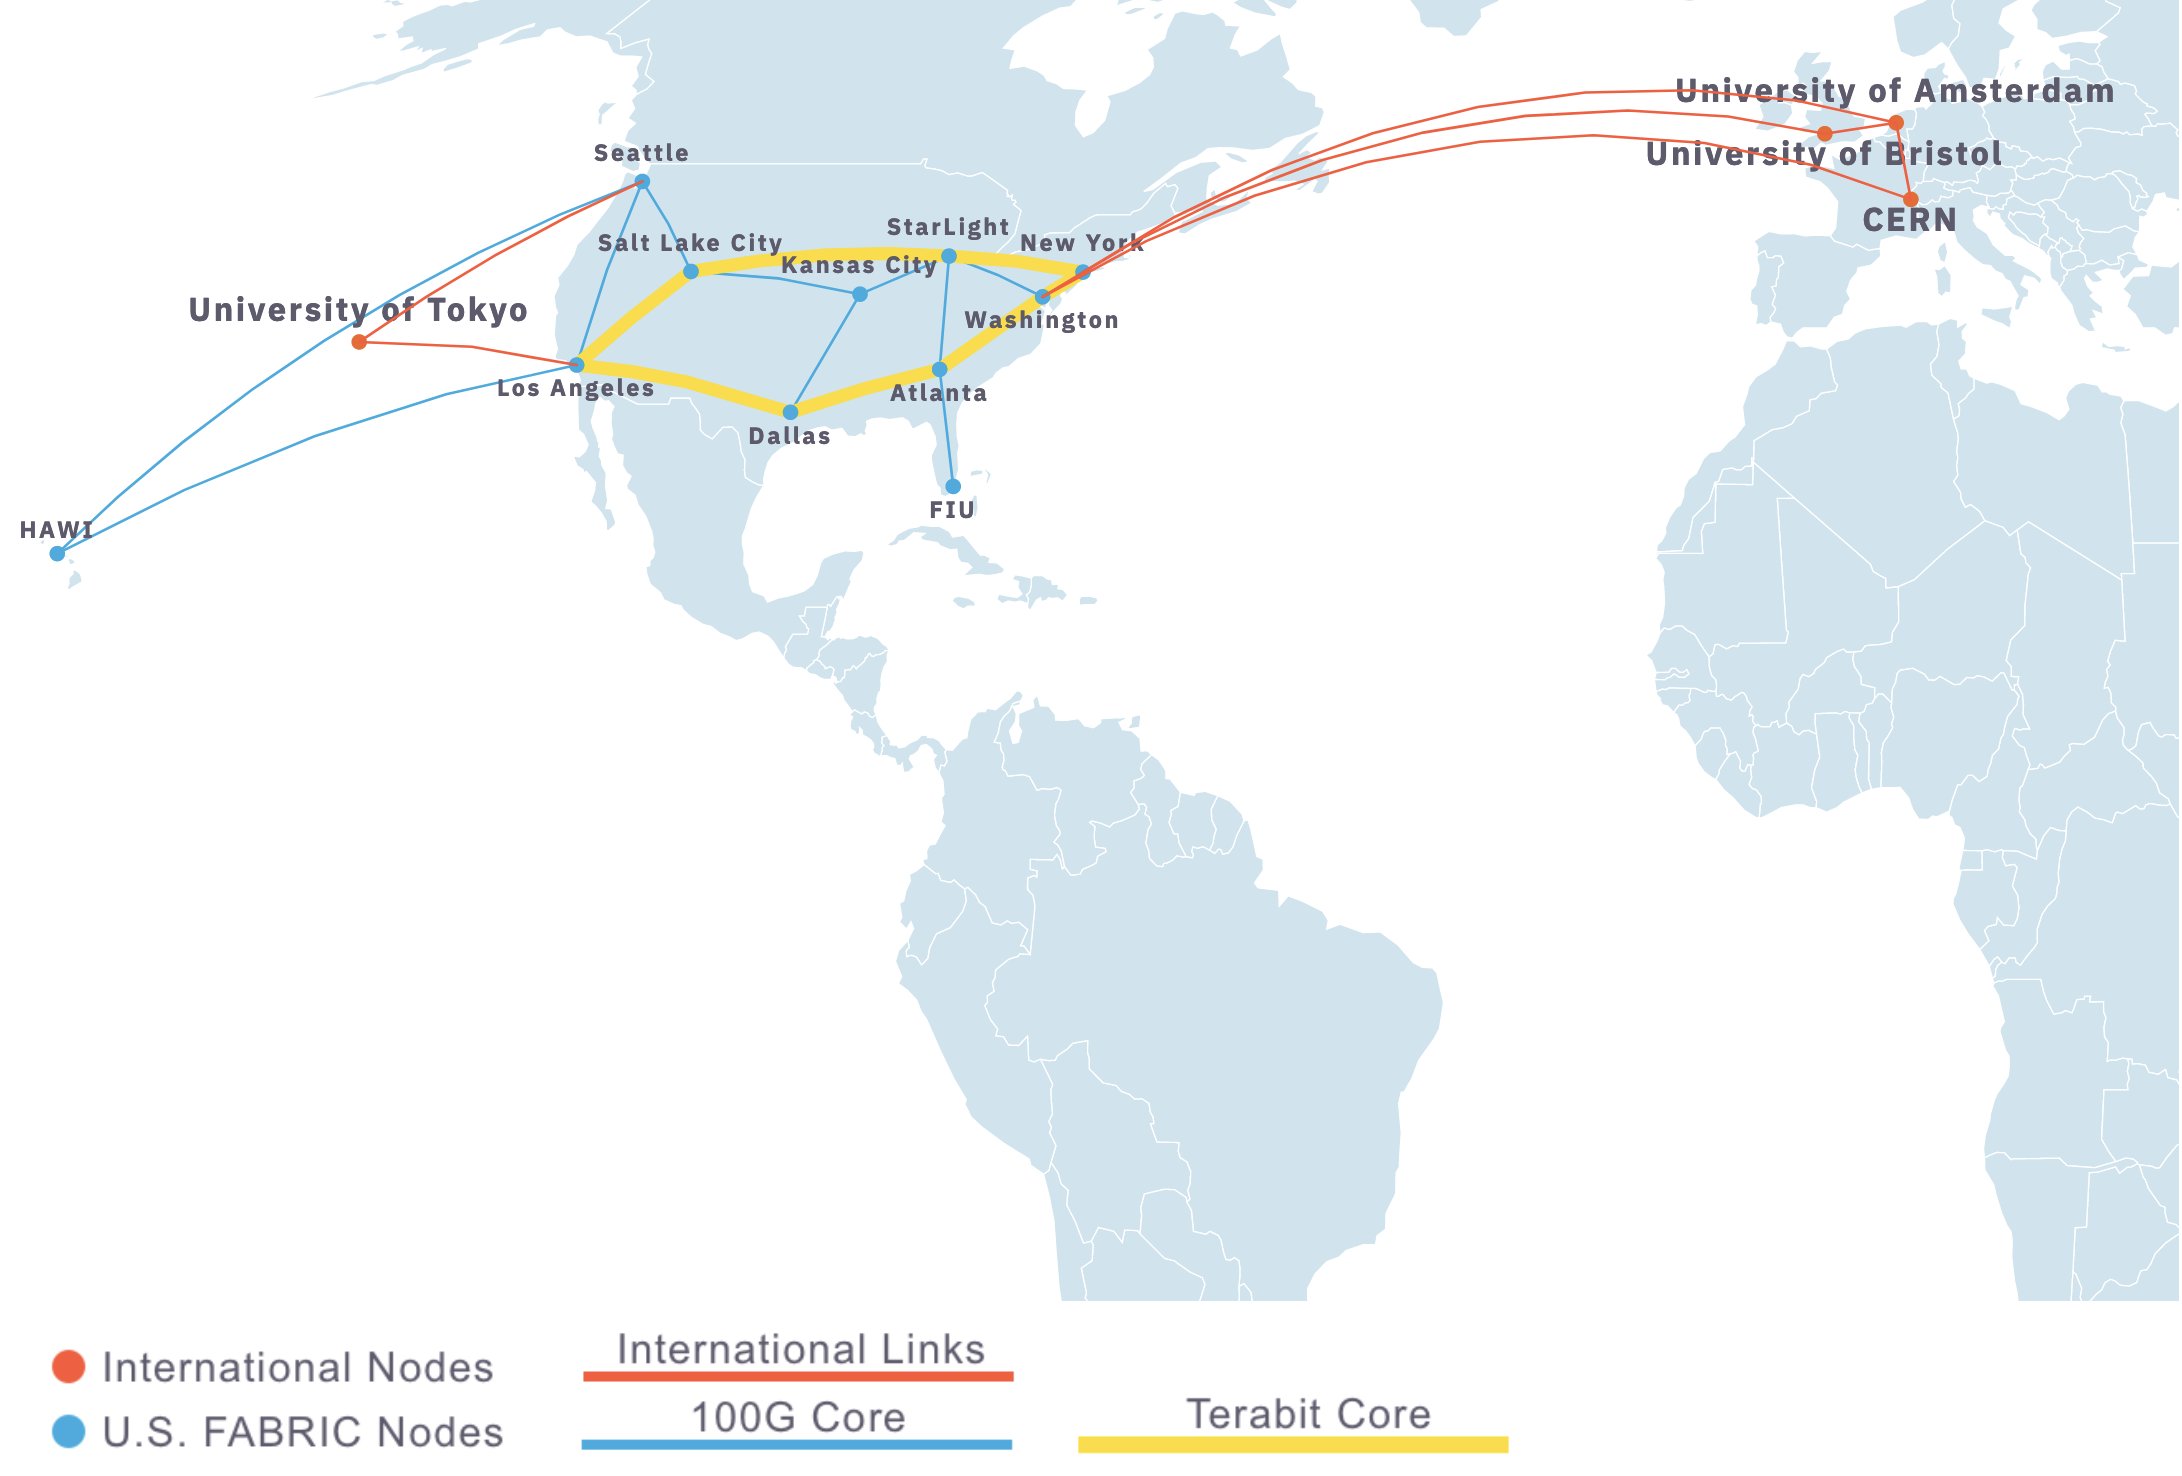 University of Amsterdam
Seattle
University of Bristol
CERN
StarLight
Salt Lake City
New York
Kansas City
University of Tokyo
Washington
Los Angeles
Atlanta
Dallas
FIU
HAWI
International Nodes
International Links
U.S. FABRIC Nodes
100G Core
Terabit Core